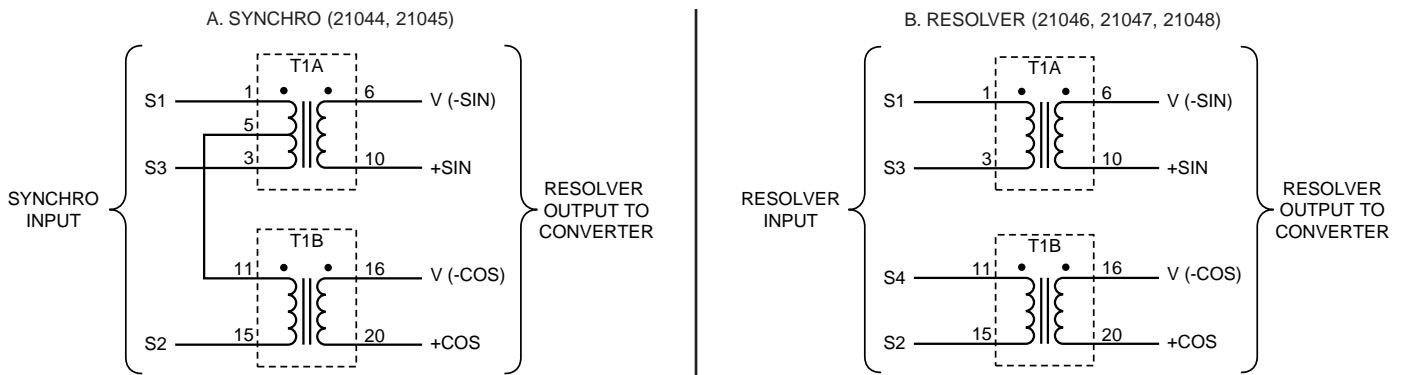 A. SYNCHRO (21044, 21045)
T1A
S1 1 6 V (-SIN)
5
S3 3 10 +SIN
SYNCHRO
INPUT
RESOLVER
OUTPUT TO
CONVERTER
T1B
11 16 V (-COS)
S2 15 20 +COS
B. RESOLVER (21046, 21047, 21048)
T1A
S1 1 6 V (-SIN)
S3 3 10 +SIN
RESOLVER
INPUT
RESOLVER
OUTPUT TO
CONVERTER
T1B
S4 11 16 V (-COS)
S2 15 20 +COS